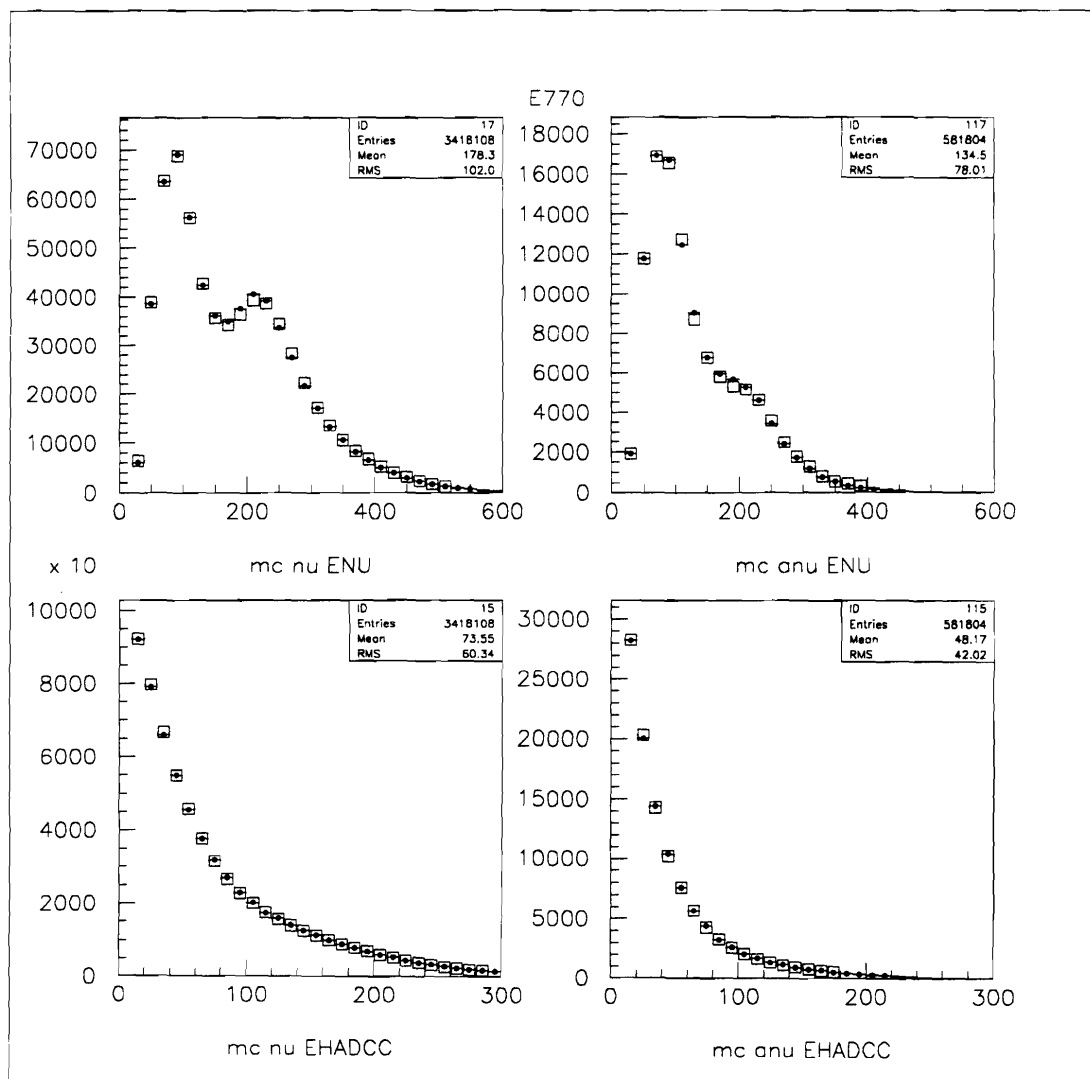 E770
ID 17
Entries 3418108
Mean 178.3
RMS 102.0
70000
60000
50000
40000
30000
20000
10000
0
0 200 400 600
mc nu ENU
ID 117
Entries 581804
Mean 134.5
RMS 78.01
18000
16000
14000
12000
10000
8000
6000
4000
2000
0
0 200 400 600
mc anu ENU
x 10
ID 15
Entries 3418108
Mean 73.55
RMS 60.34
10000
8000
6000
4000
2000
0
0 100 200 300
mc nu EHADCC
ID 115
Entries 581804
Mean 48.17
RMS 42.02
30000
25000
20000
15000
10000
5000
0
0 100 200 300
mc anu EHADCC